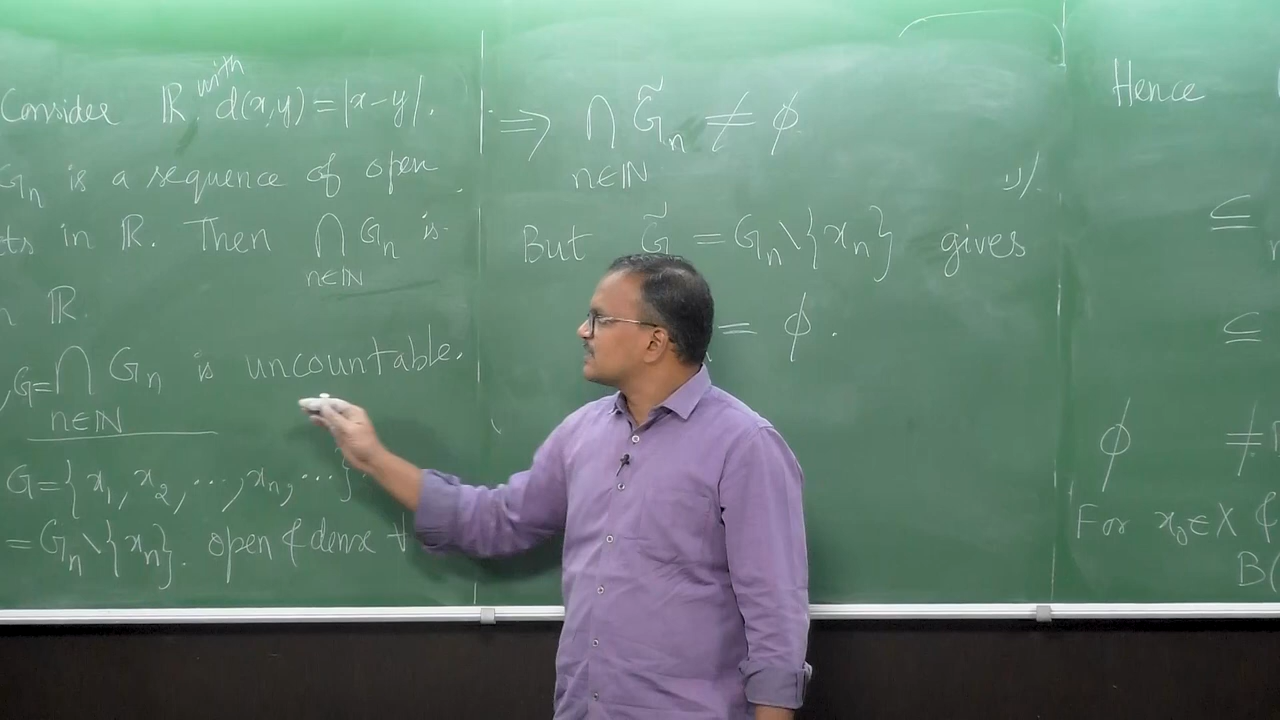 Consider ℝ with d(x,y) = |x-y|.
Gn is a sequence of open
ts in ℝ. Then ⋂ Gn is
n∈ℕ
n ℝ.
, G = ⋂ Gn is uncountable.
n∈ℕ
G = {x₁, x₂, ..., xn, ...}
= Gn \ {xn}. open & dense ∀
⟹ ⋂ G̃n ≠ ϕ
n∈ℕ
But G̃ = Gn \ {xn} gives
= ϕ.
Hence
⊆
⊆
ϕ ≠
For x₀ ∈ X &
B(